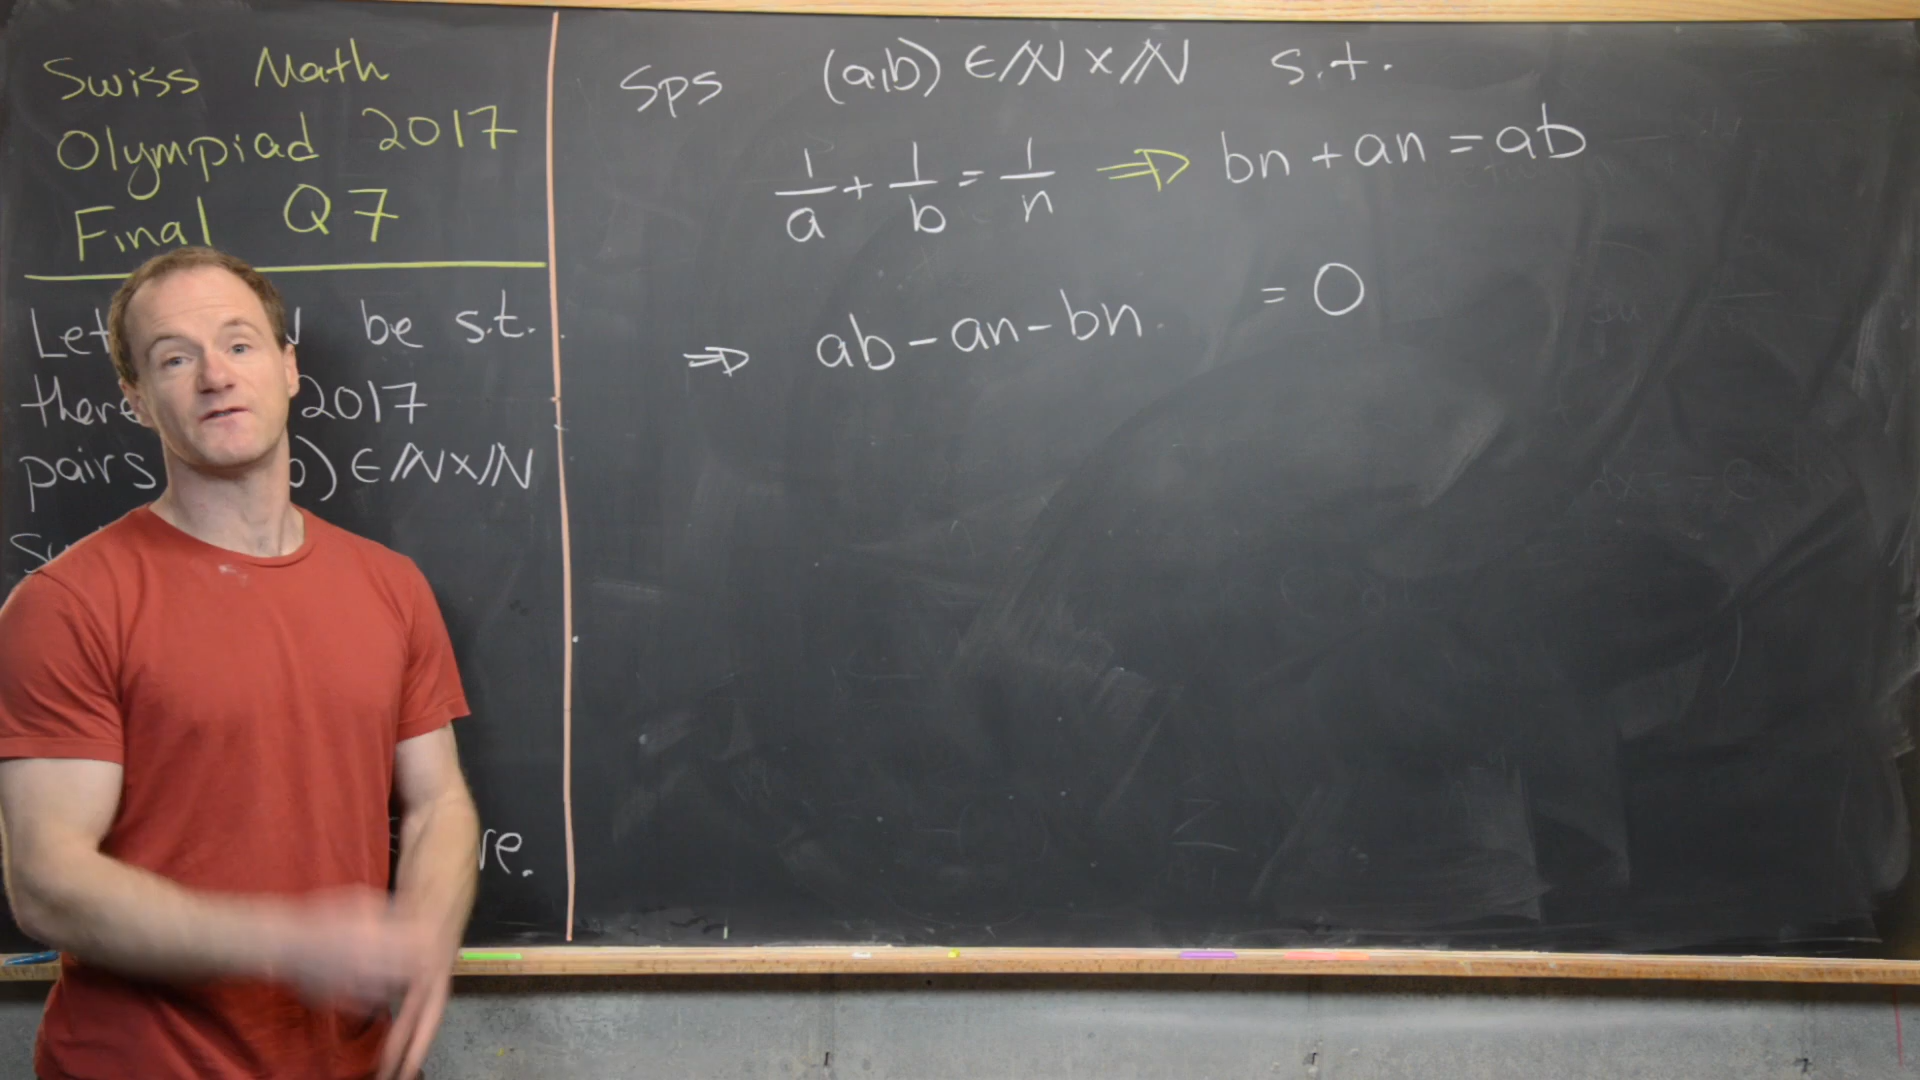 Swiss Math
Olympiad 2017
Final Q7
Let be s.t.
there 2017
pairs b) ∈ ℕ×ℕ
Sps (a,b) ∈ ℕ×ℕ s.t.
1/a + 1/b = 1/n ⇒ bn + an = ab
⇒ ab - an - bn = 0